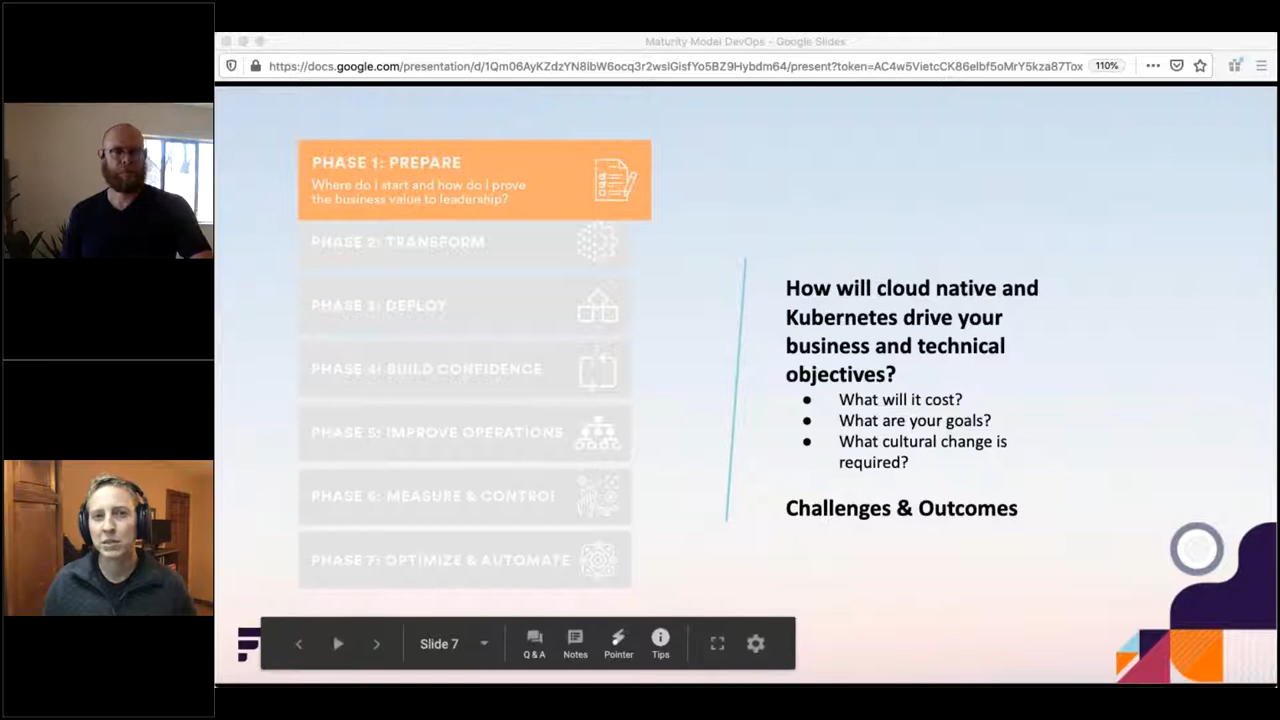 Maturity Model DevOps - Google Slides
https://docs.google.com/presentation/d/1Qm06AyKZdzYN8lbW6ocq3r2wslGisfYo5BZ9Hybdm64/present?token=AC4w5VietcCK86elbf5oMrY5kza87Tox
110%
PHASE 1: PREPARE
Where do I start and how do I prove
the business value to leadership?
PHASE 2: TRANSFORM
PHASE 3: DEPLOY
PHASE 4: BUILD CONFIDENCE
PHASE 5: IMPROVE OPERATIONS
PHASE 6: MEASURE & CONTROL
PHASE 7: OPTIMIZE & AUTOMATE
How will cloud native and
Kubernetes drive your
business and technical
objectives?
● What will it cost?
● What are your goals?
● What cultural change is
required?
Challenges & Outcomes
Slide 7
Q & A
Notes
Pointer
Tips